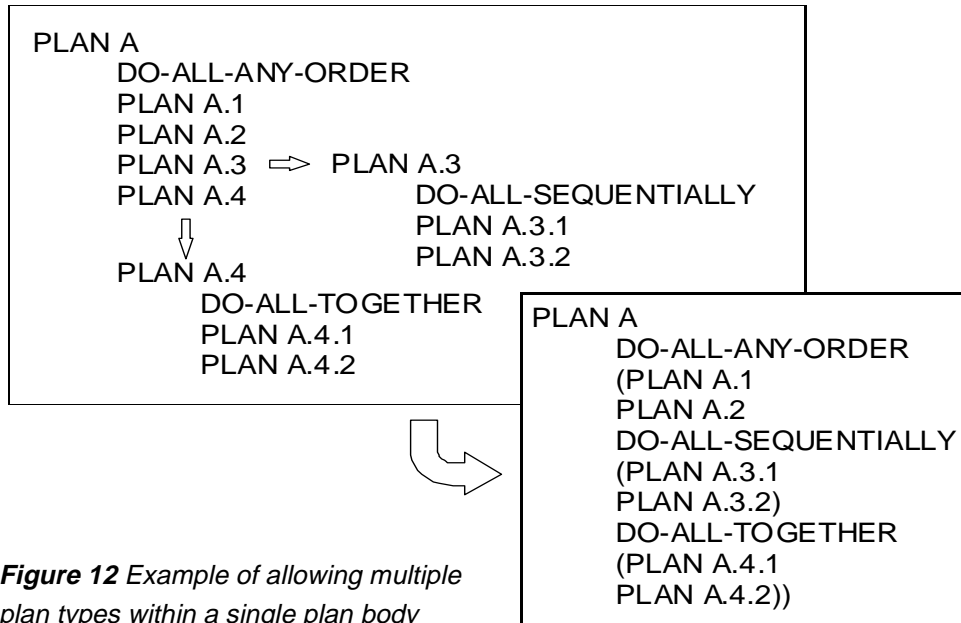 PLAN A
DO-ALL-ANY-ORDER
PLAN A.1
PLAN A.2
PLAN A.3
PLAN A.4
PLAN A.3
DO-ALL-SEQUENTIALLY
PLAN A.3.1
PLAN A.3.2
PLAN A.4
DO-ALL-TOGETHER
PLAN A.4.1
PLAN A.4.2
PLAN A
DO-ALL-ANY-ORDER
(PLAN A.1
PLAN A.2
DO-ALL-SEQUENTIALLY
(PLAN A.3.1
PLAN A.3.2)
DO-ALL-TOGETHER
(PLAN A.4.1
PLAN A.4.2))
Figure 12 Example of allowing multiple
plan types within a single plan body